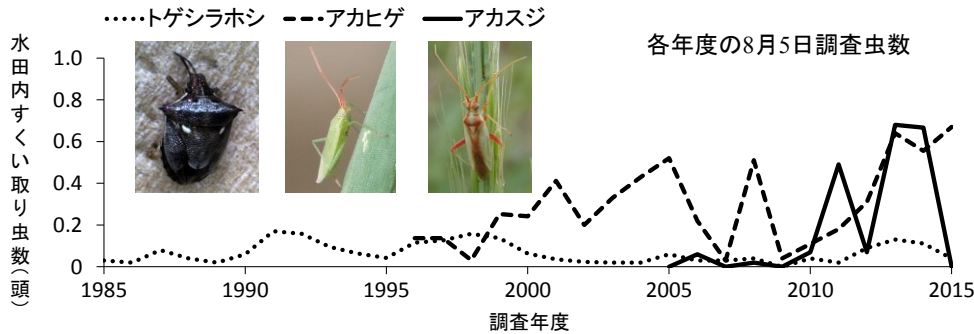 トゲシラホシ アカヒゲ アカスジ
各年度の8月5日調査虫数
水田内すくい取り虫数(頭)
1.0
0.8
0.6
0.4
0.2
0
1985 1990 1995 2000 2005 2010 2015
調査年度